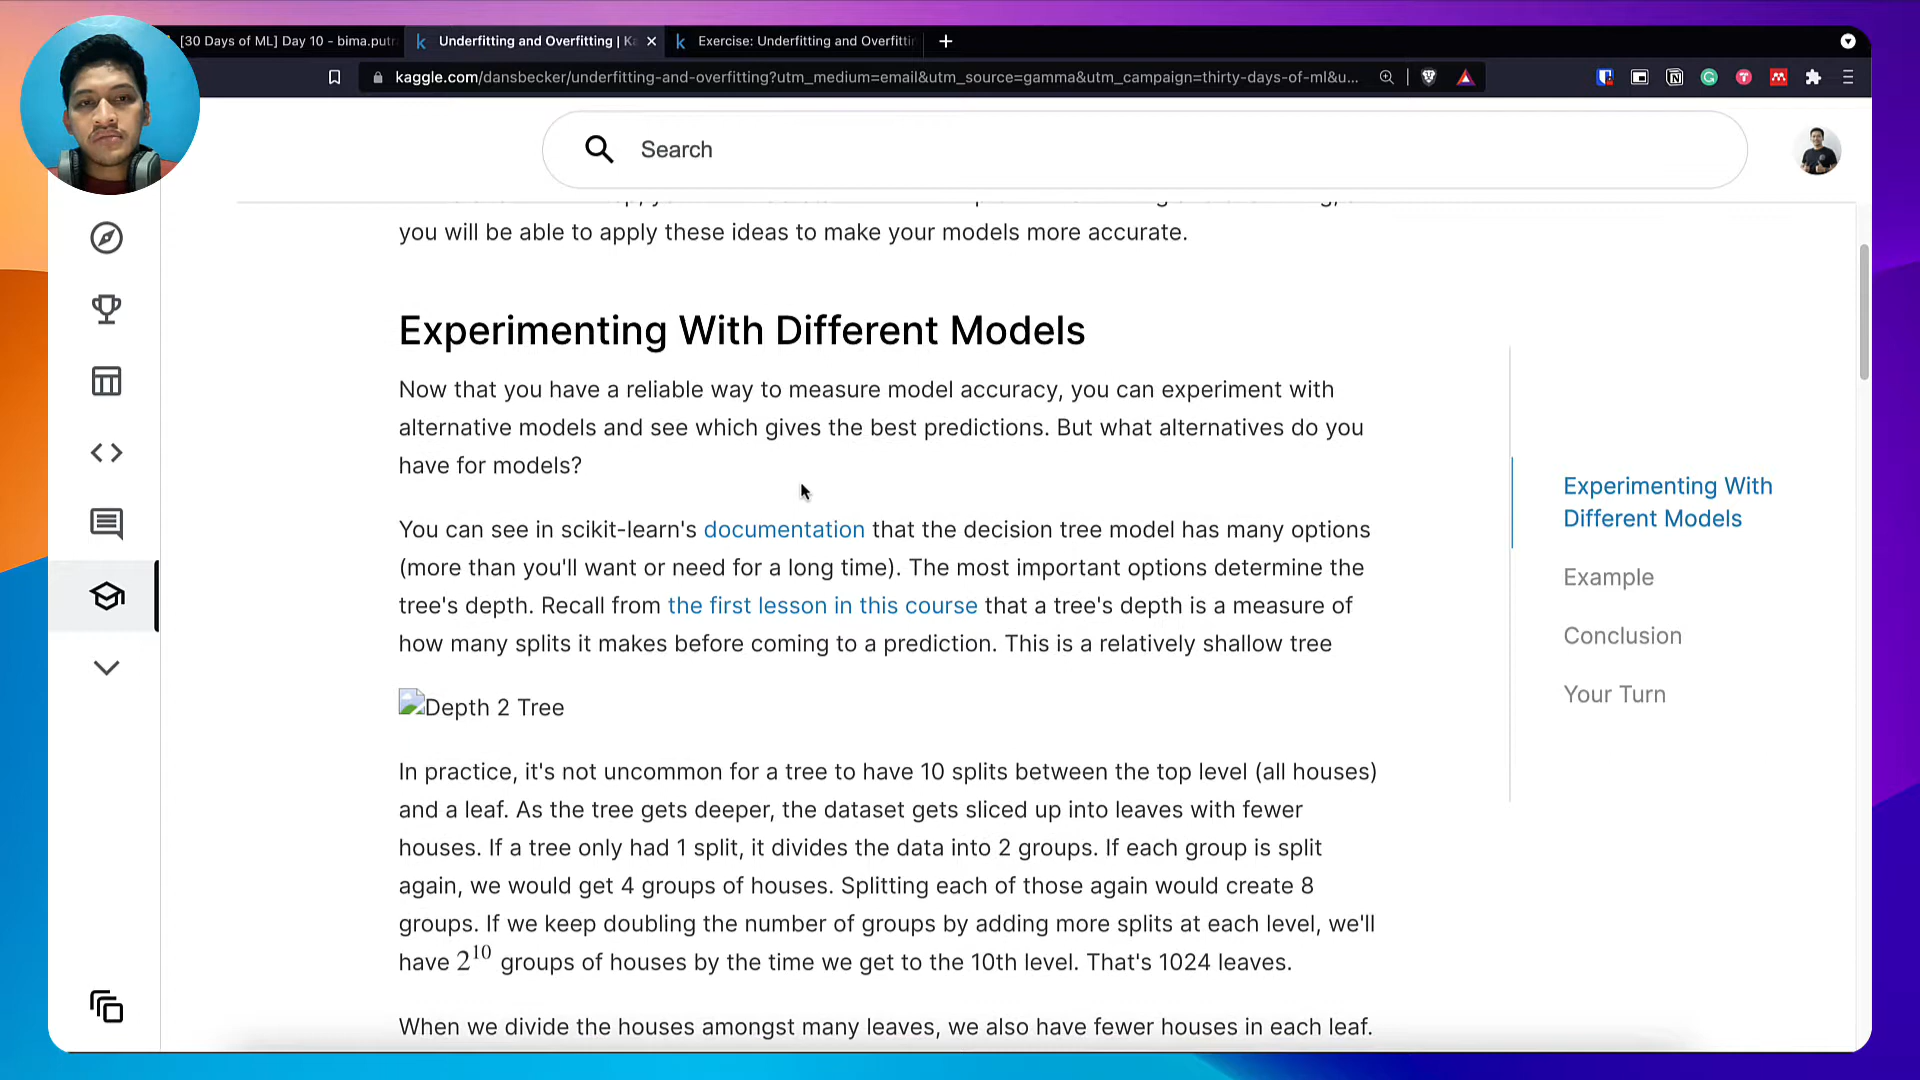 [30 Days of ML] Day 10 - bima.putr
Underfitting and Overfitting | Ka
Exercise: Underfitting and Overfittin
kaggle.com/dansbecker/underfitting-and-overfitting?utm_medium=email&utm_source=gamma&utm_campaign=thirty-days-of-ml&u...
Search
you will be able to apply these ideas to make your models more accurate.
Experimenting With Different Models
Now that you have a reliable way to measure model accuracy, you can experiment with
alternative models and see which gives the best predictions. But what alternatives do you
have for models?
You can see in scikit-learn's documentation that the decision tree model has many options
(more than you'll want or need for a long time). The most important options determine the
tree's depth. Recall from the first lesson in this course that a tree's depth is a measure of
how many splits it makes before coming to a prediction. This is a relatively shallow tree
Depth 2 Tree
In practice, it's not uncommon for a tree to have 10 splits between the top level (all houses)
and a leaf. As the tree gets deeper, the dataset gets sliced up into leaves with fewer
houses. If a tree only had 1 split, it divides the data into 2 groups. If each group is split
again, we would get 4 groups of houses. Splitting each of those again would create 8
groups. If we keep doubling the number of groups by adding more splits at each level, we'll
have 2^10 groups of houses by the time we get to the 10th level. That's 1024 leaves.
When we divide the houses amongst many leaves, we also have fewer houses in each leaf.
Experimenting With
Different Models
Example
Conclusion
Your Turn